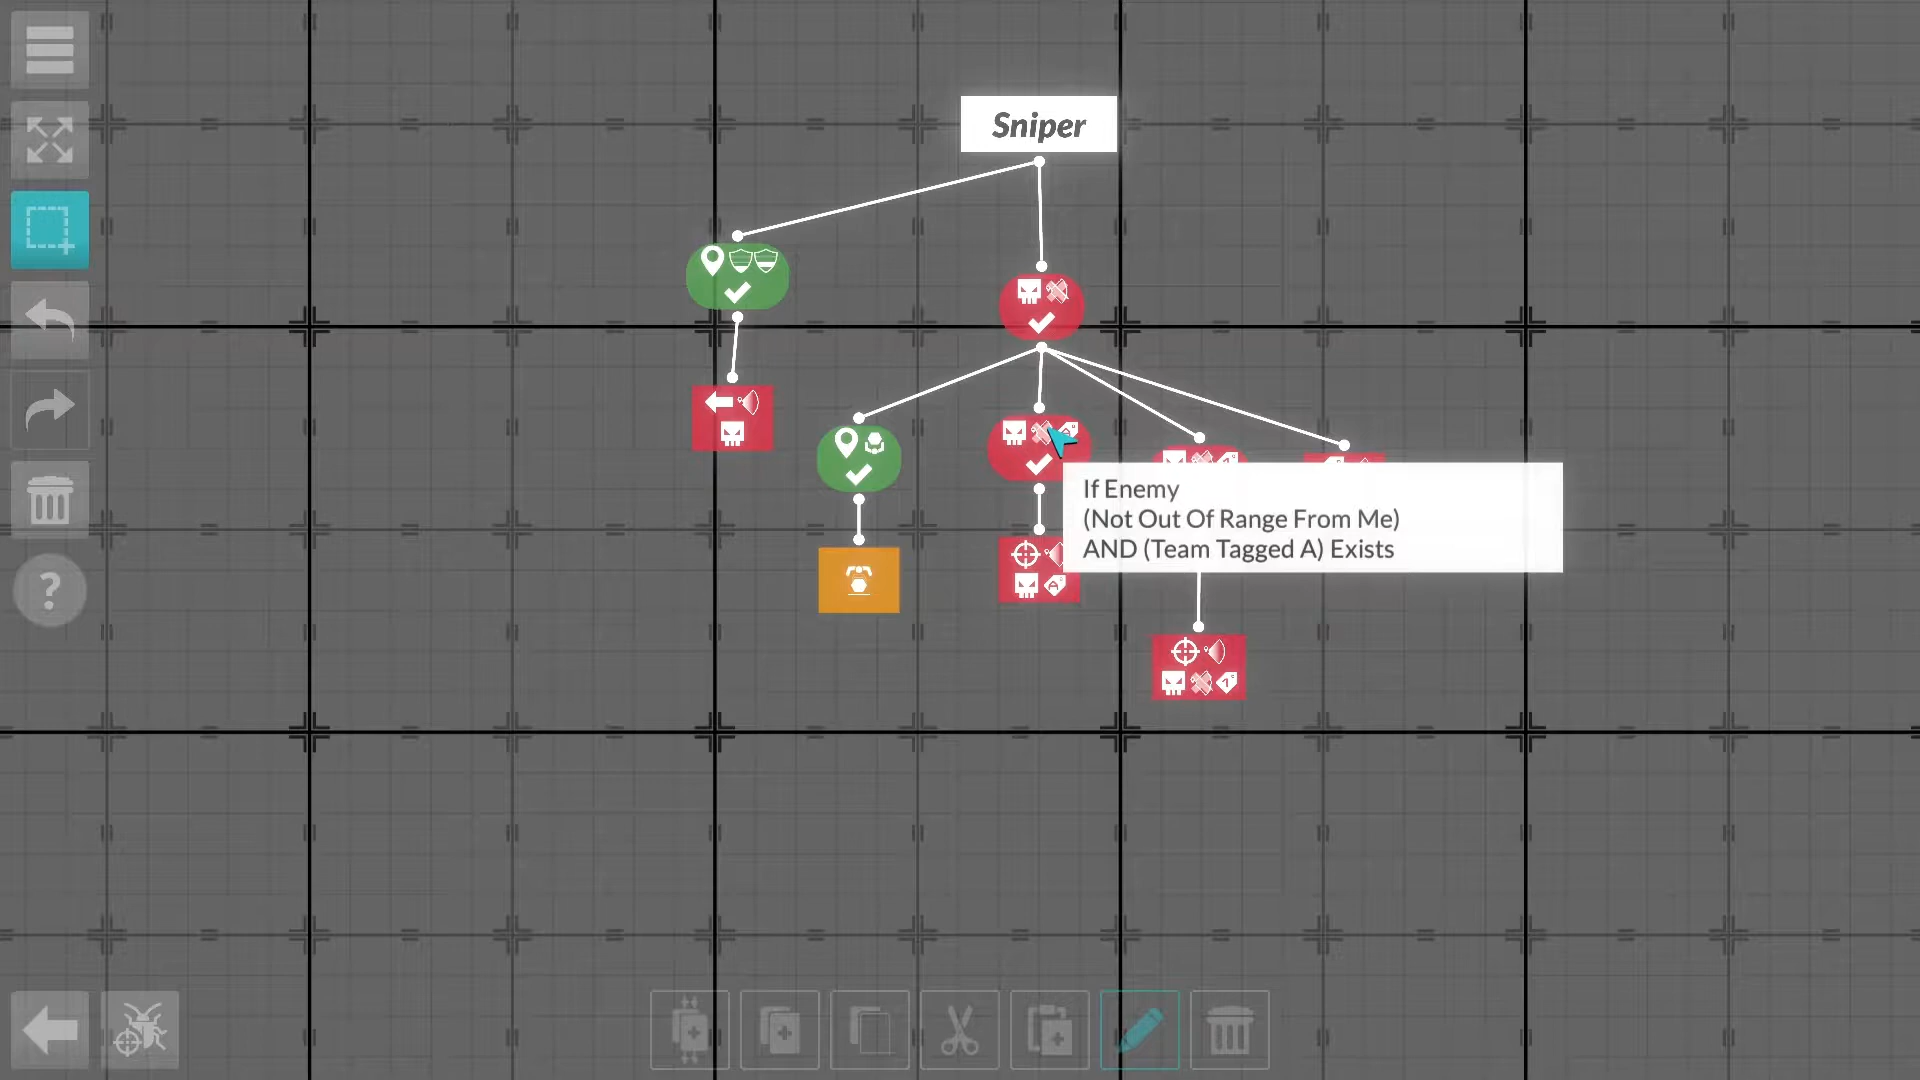 Sniper
If Enemy
(Not Out Of Range From Me)
AND (Team Tagged A) Exists
?